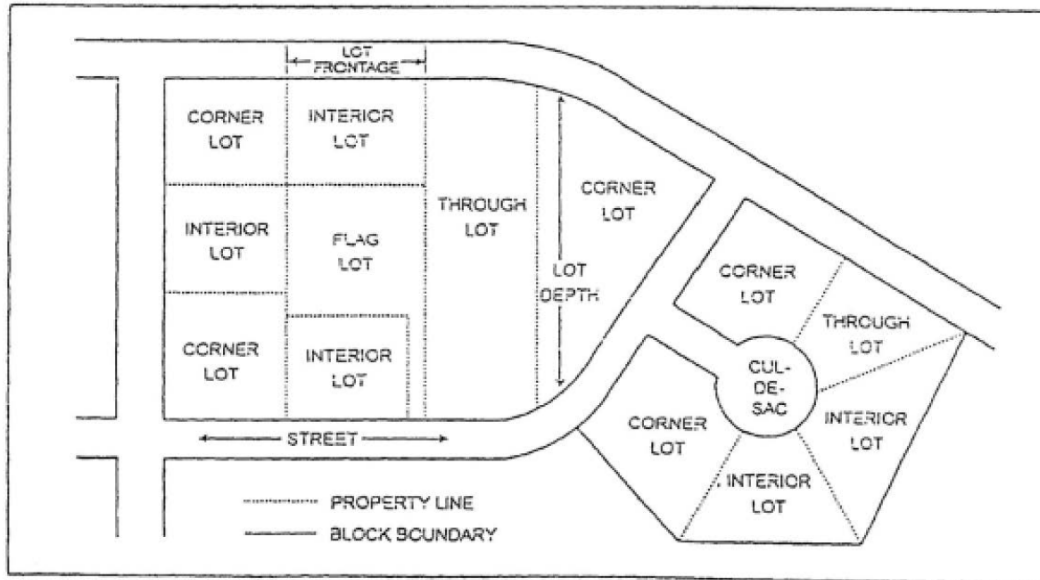 LOT
FRONTAGE
CORNER
LOT
INTERIOR
LOT
CORNER
LOT
THROUGH
LOT
INTERIOR
LOT
FLAG
LOT
LOT
DEPTH
CORNER
LOT
INTERIOR
LOT
CORNER
LOT
THROUGH
LOT
CUL-
DE-
SAC
INTERIOR
LOT
CORNER
LOT
INTERIOR
LOT
STREET
PROPERTY LINE
BLOCK BOUNDARY